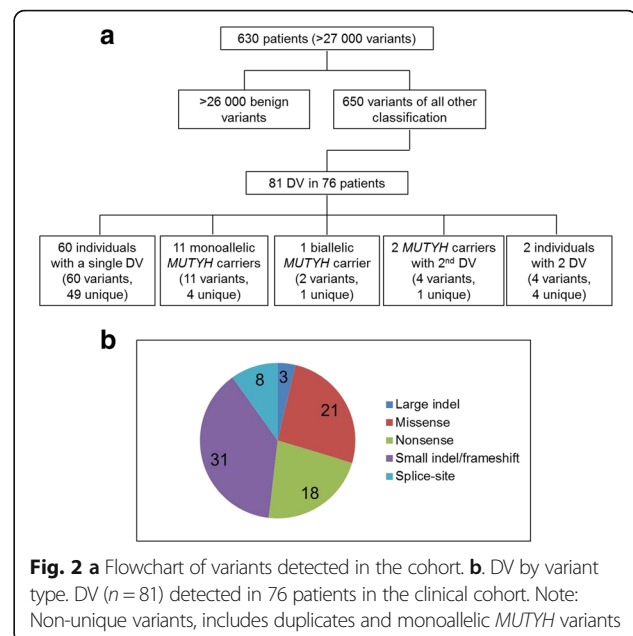 a
630 patients (>27 000 variants)
>26 000 benign
variants
650 variants of all other
classification
81 DV in 76 patients
60 individuals
with a single DV
(60 variants,
49 unique)
11 monoallelic
MUTYH carriers
(11 variants,
4 unique)
1 biallelic
MUTYH carrier
(2 variants,
1 unique)
2 MUTYH carriers
with 2nd DV
(4 variants,
1 unique)
2 individuals
with 2 DV
(4 variants,
4 unique)
b
8
3
21
31
18
Large indel
Missense
Nonsense
Small indel/frameshift
Splice-site
Fig. 2 a Flowchart of variants detected in the cohort. b. DV by variant
type. DV (n = 81) detected in 76 patients in the clinical cohort. Note:
Non-unique variants, includes duplicates and monoallelic MUTYH variants